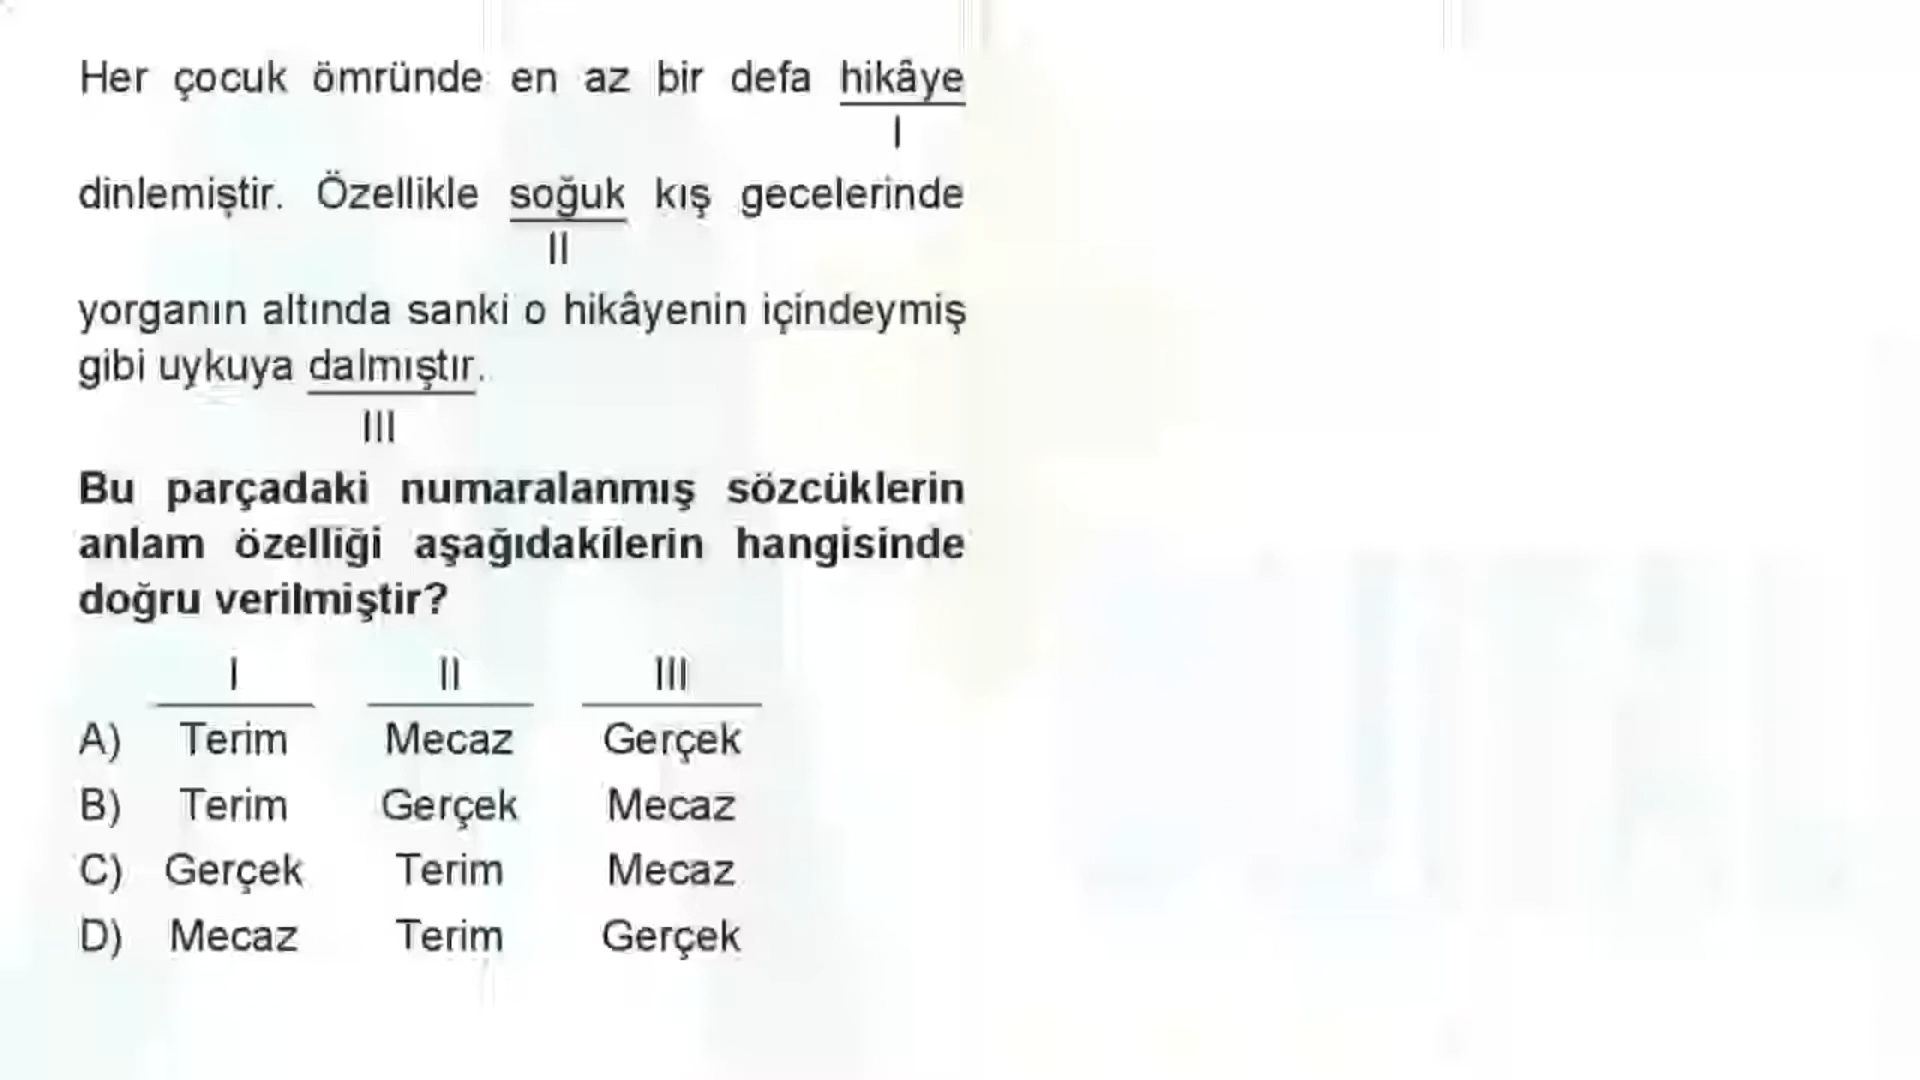 Her çocuk ömründe en az bir defa hikâye
I
dinlemiştir. Özellikle soğuk kış gecelerinde
II
yorganın altında sanki o hikâyenin içindeymiş
gibi uykuya dalmıştır.
III
Bu parçadaki numaralanmış sözcüklerin
anlam özelliği aşağıdakilerin hangisinde
doğru verilmiştir?
I II III
A) Terim Mecaz Gerçek
B) Terim Gerçek Mecaz
C) Gerçek Terim Mecaz
D) Mecaz Terim Gerçek